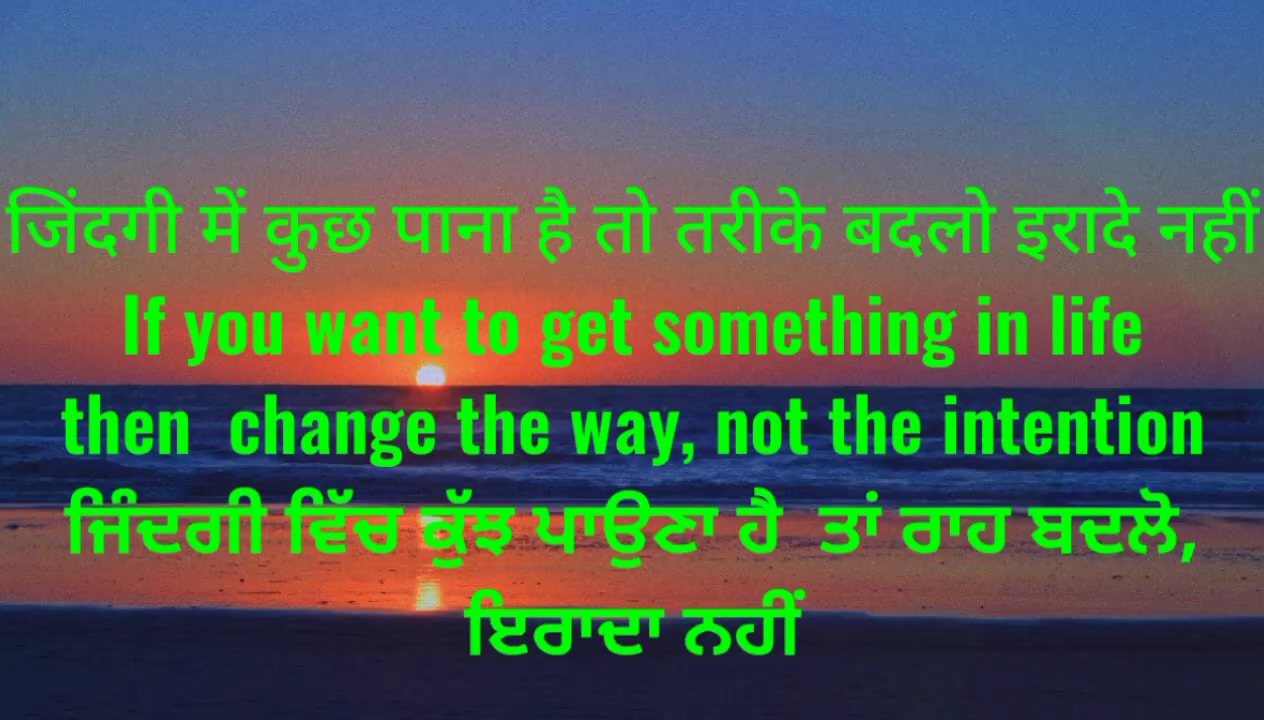 जिंदगी में कुछ पाना है तो तरीके बदलो इरादे नहीं
If you want to get something in life
then change the way, not the intention
ਜਿੰਦਗੀ ਵਿੱਚ ਕੁੱਝ ਪਾਉਣਾ ਹੈ ਤਾਂ ਰਾਹ ਬਦਲੋ,
ਇਰਾਦਾ ਨਹੀਂ